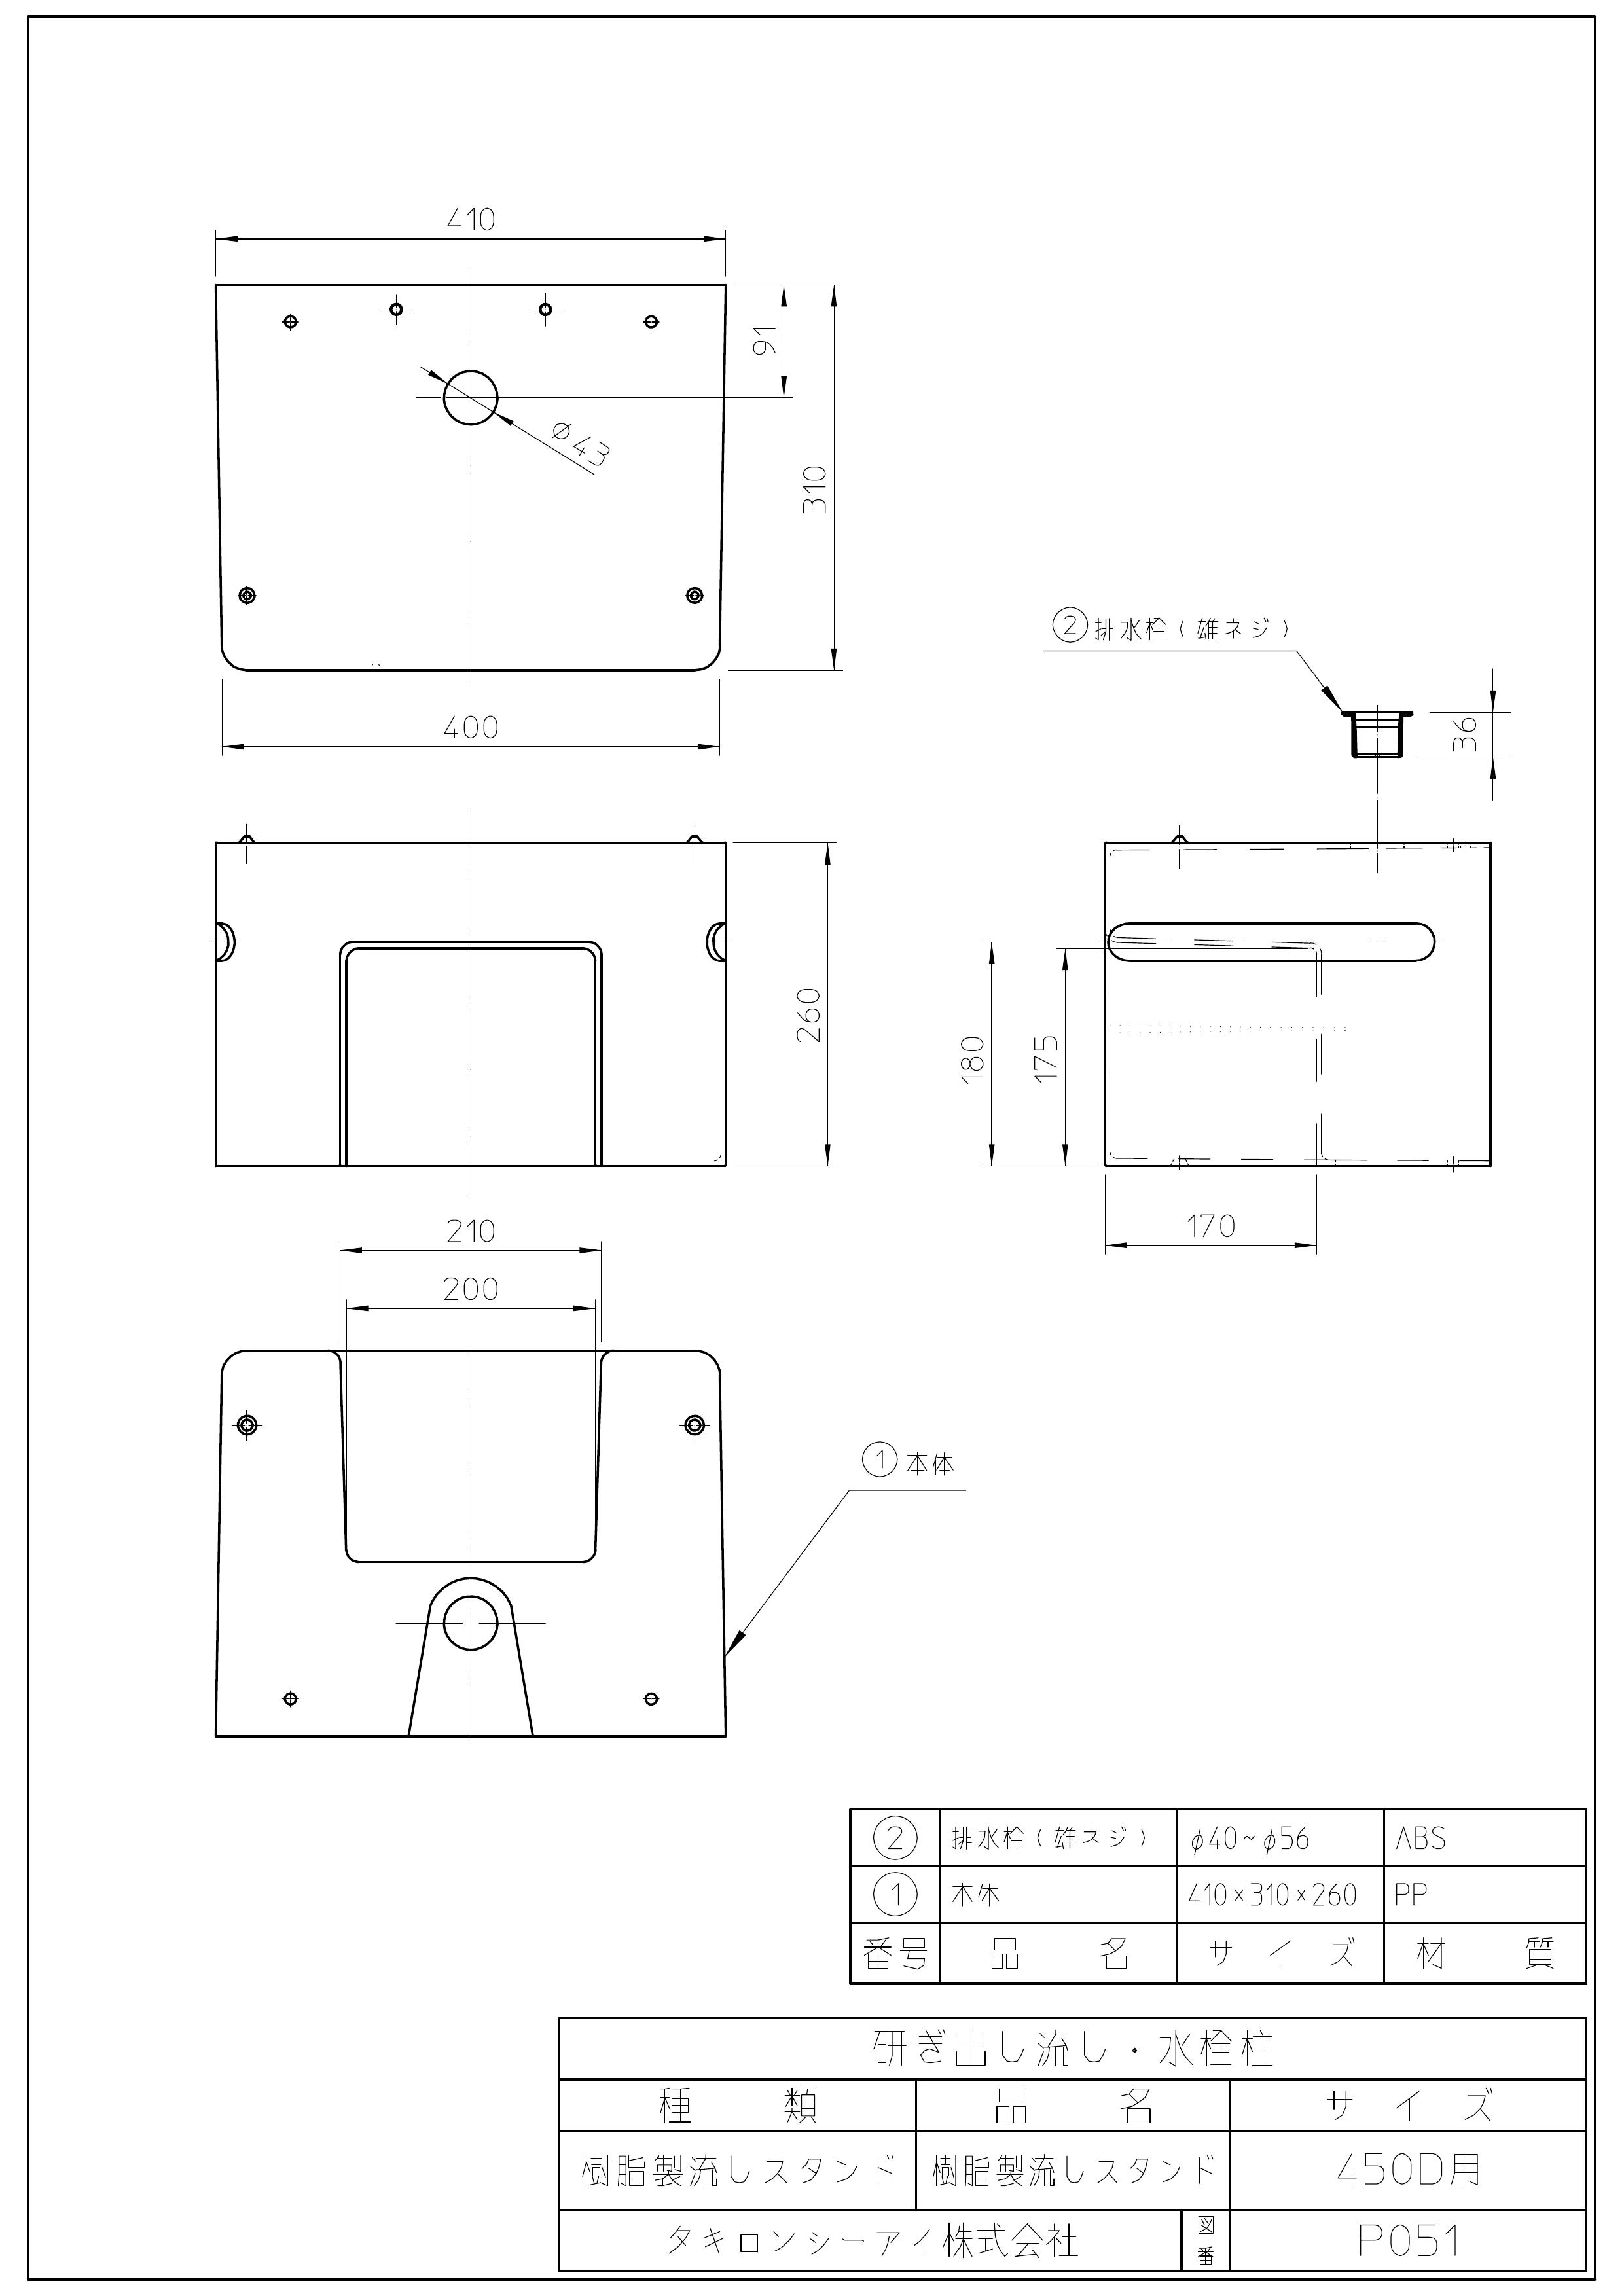 410
91
310
φ43
400
②排水栓(雄ネジ)
36
260
180
175
170
210
200
①本体
② 排水栓(雄ネジ) φ40~φ56 ABS
① 本体 410×310×260 PP
番号 品名 サイズ 材質
研ぎ出し流し・水栓柱
種類 品名 サイズ
樹脂製流しスタンド 樹脂製流しスタンド 450D用
タキロンシーアイ株式会社 図番 P051